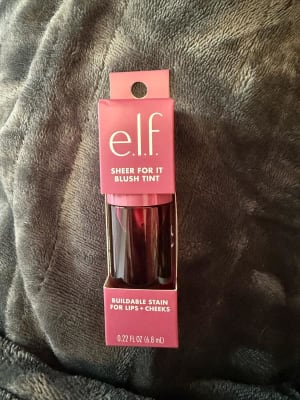 e.l.f.
SHEER FOR IT
BLUSH TINT
BUILDABLE STAIN
FOR LIPS + CHEEKS
0.22 FL OZ (6.8 mL)